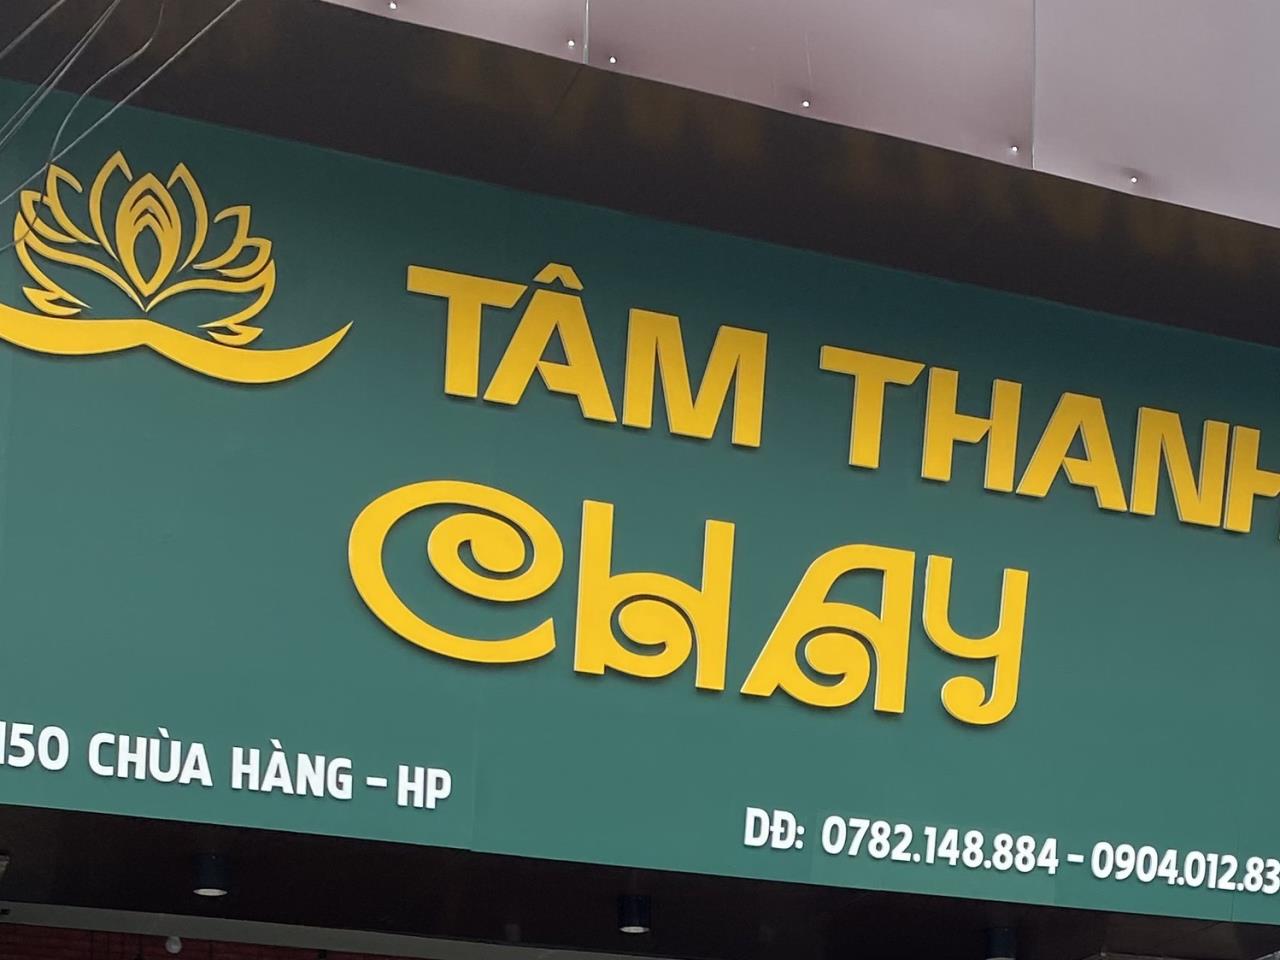 TÂM THANH
CHAY
150 CHÙA HÀNG - HP
DĐ: 0782.148.884 - 0904.012.83